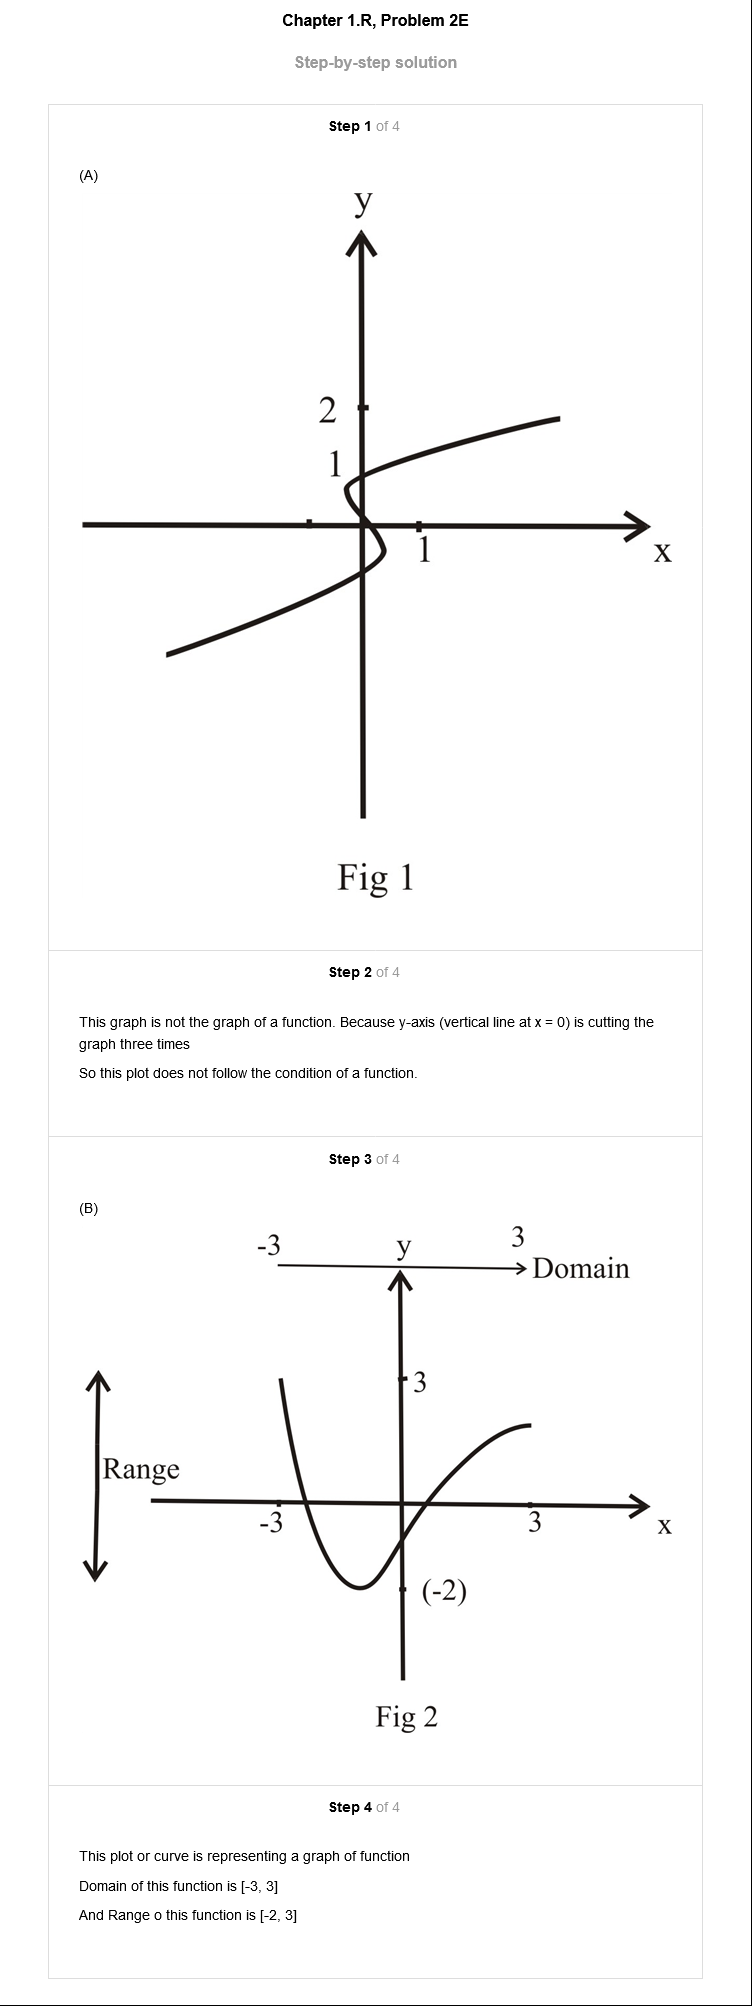 Chapter 1.R, Problem 2E
Step-by-step solution
Step 1 of 4
(A)
y
2
1
1
x
Fig 1
Step 2 of 4
This graph is not the graph of a function. Because y-axis (vertical line at x = 0) is cutting the
graph three times
So this plot does not follow the condition of a function.
Step 3 of 4
(B)
-3
y
3
Domain
3
Range
-3
3
x
(-2)
Fig 2
Step 4 of 4
This plot or curve is representing a graph of function
Domain of this function is [-3, 3]
And Range o this function is [-2, 3]